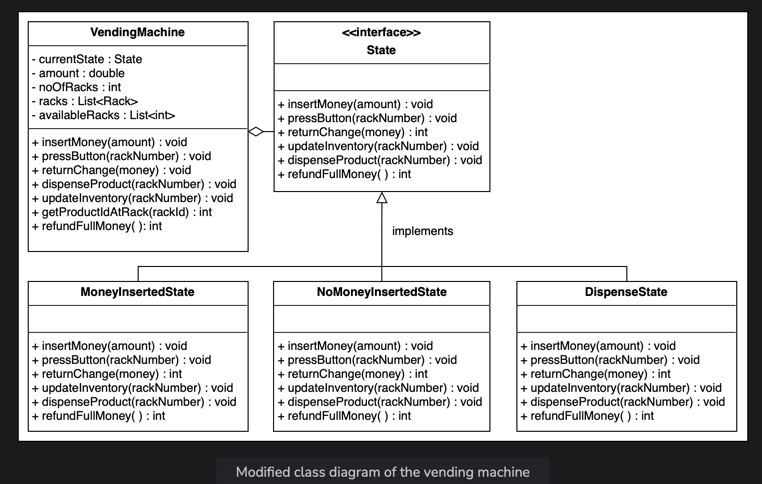 VendingMachine
- currentState : State
- amount : double
- noOfRacks : int
- racks : List<Rack>
- availableRacks : List<int>
+ insertMoney(amount) : void
+ pressButton(rackNumber) : void
+ returnChange(money) : void
+ dispenseProduct(rackNumber) : void
+ updateInventory(rackNumber) : void
+ getProductIdAtRack(rackId) : int
+ refundFullMoney( ): int
<<interface>>
State
+ insertMoney(amount) : void
+ pressButton(rackNumber) : void
+ returnChange(money) : int
+ updateInventory(rackNumber) : void
+ dispenseProduct(rackNumber) : void
+ refundFullMoney( ) : int
implements
MoneyInsertedState
+ insertMoney(amount) : void
+ pressButton(rackNumber) : void
+ returnChange(money) : int
+ updateInventory(rackNumber) : void
+ dispenseProduct(rackNumber) : void
+ refundFullMoney( ) : int
NoMoneyInsertedState
+ insertMoney(amount) : void
+ pressButton(rackNumber) : void
+ returnChange(money) : int
+ updateInventory(rackNumber) : void
+ dispenseProduct(rackNumber) : void
+ refundFullMoney( ) : int
DispenseState
+ insertMoney(amount) : void
+ pressButton(rackNumber) : void
+ returnChange(money) : int
+ updateInventory(rackNumber) : void
+ dispenseProduct(rackNumber) : void
+ refundFullMoney( ) : int
Modified class diagram of the vending machine